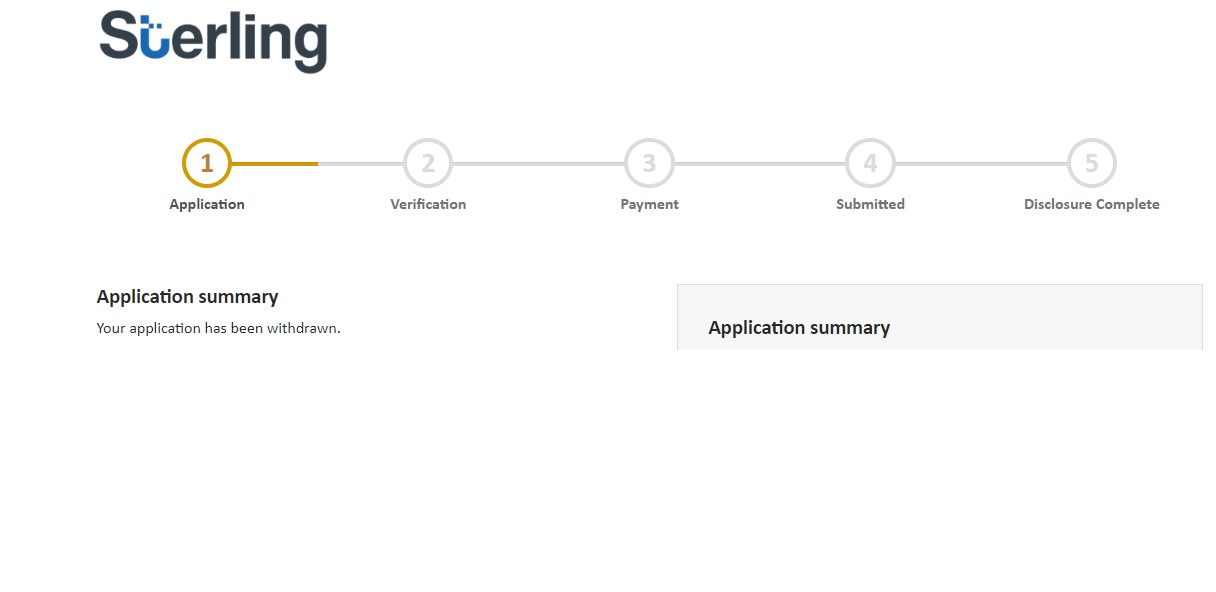 Sterling
1
2
3
4
5
Application
Verification
Payment
Submitted
Disclosure Complete
Application summary
Your application has been withdrawn.
Application summary